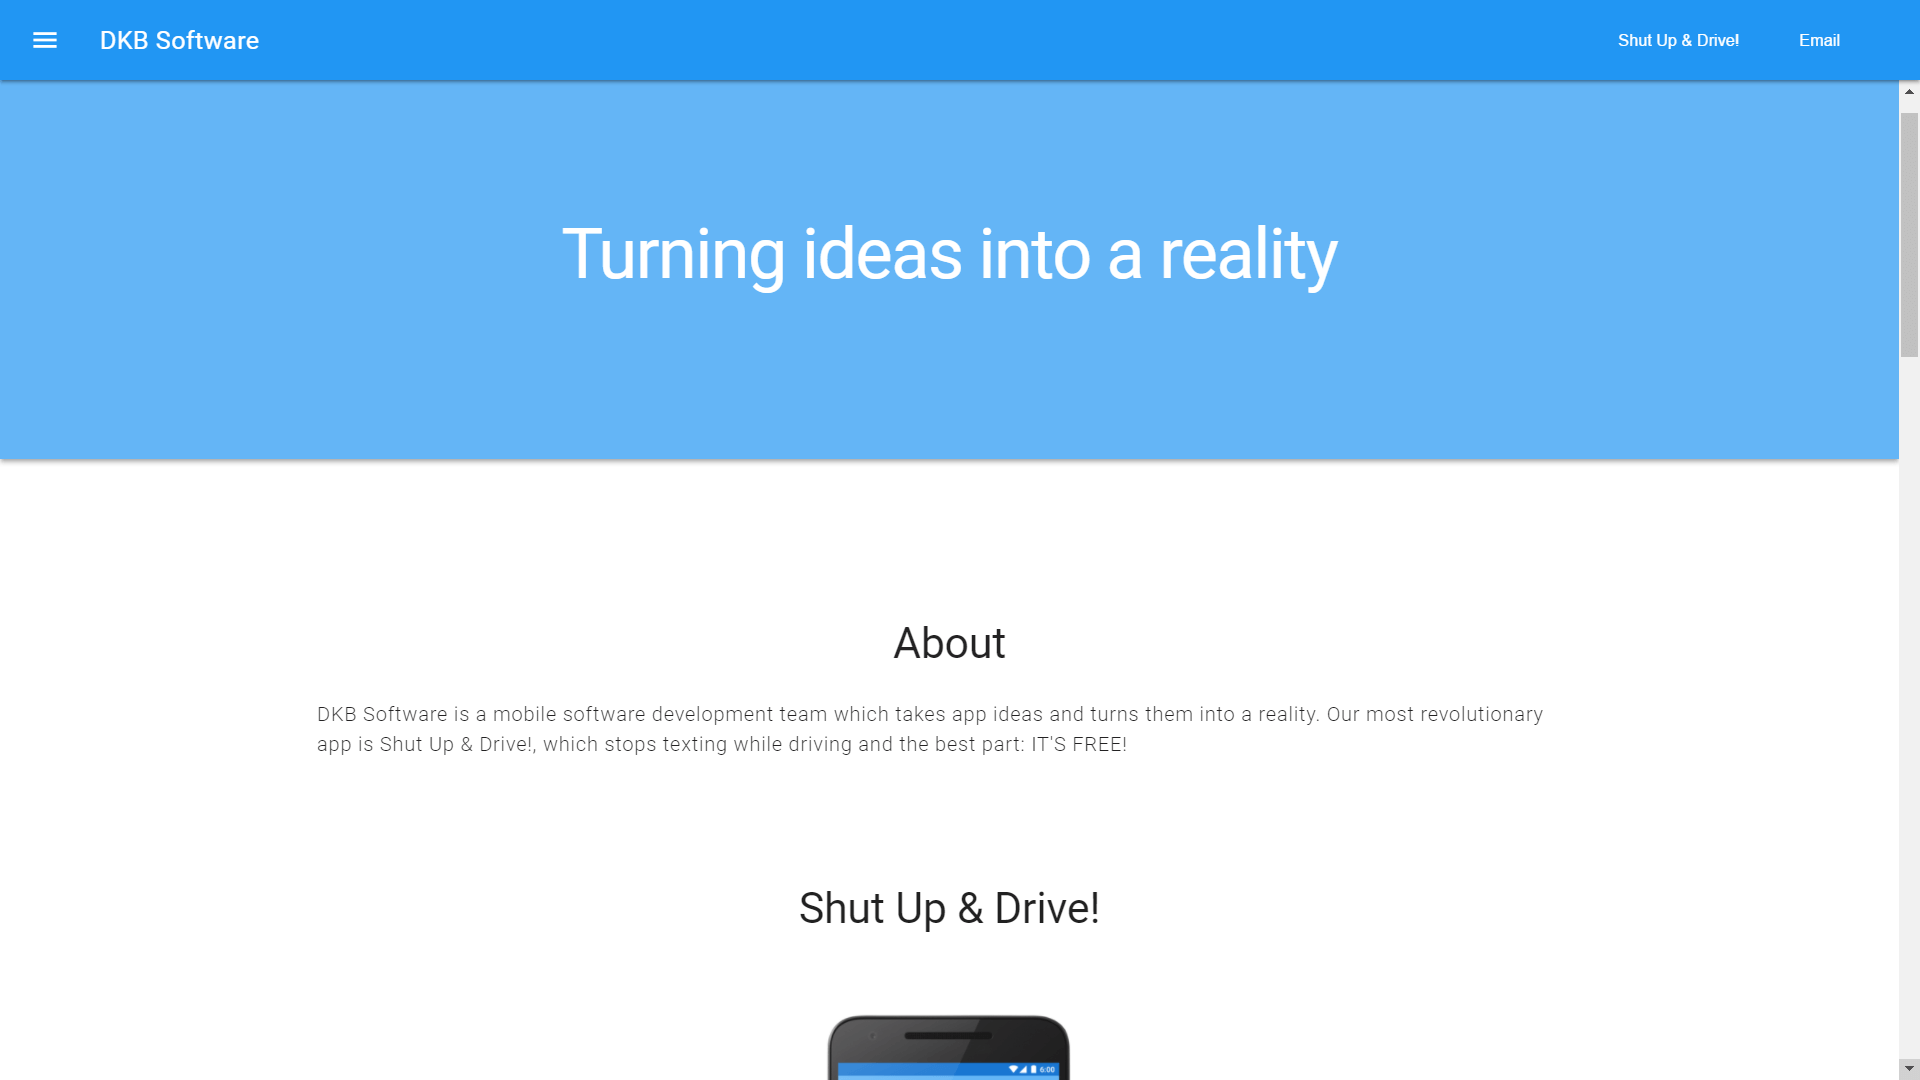 DKB Software
Shut Up & Drive!
Email
Turning ideas into a reality
About
DKB Software is a mobile software development team which takes app ideas and turns them into a reality. Our most revolutionary
app is Shut Up & Drive!, which stops texting while driving and the best part: IT'S FREE!
Shut Up & Drive!
6:00